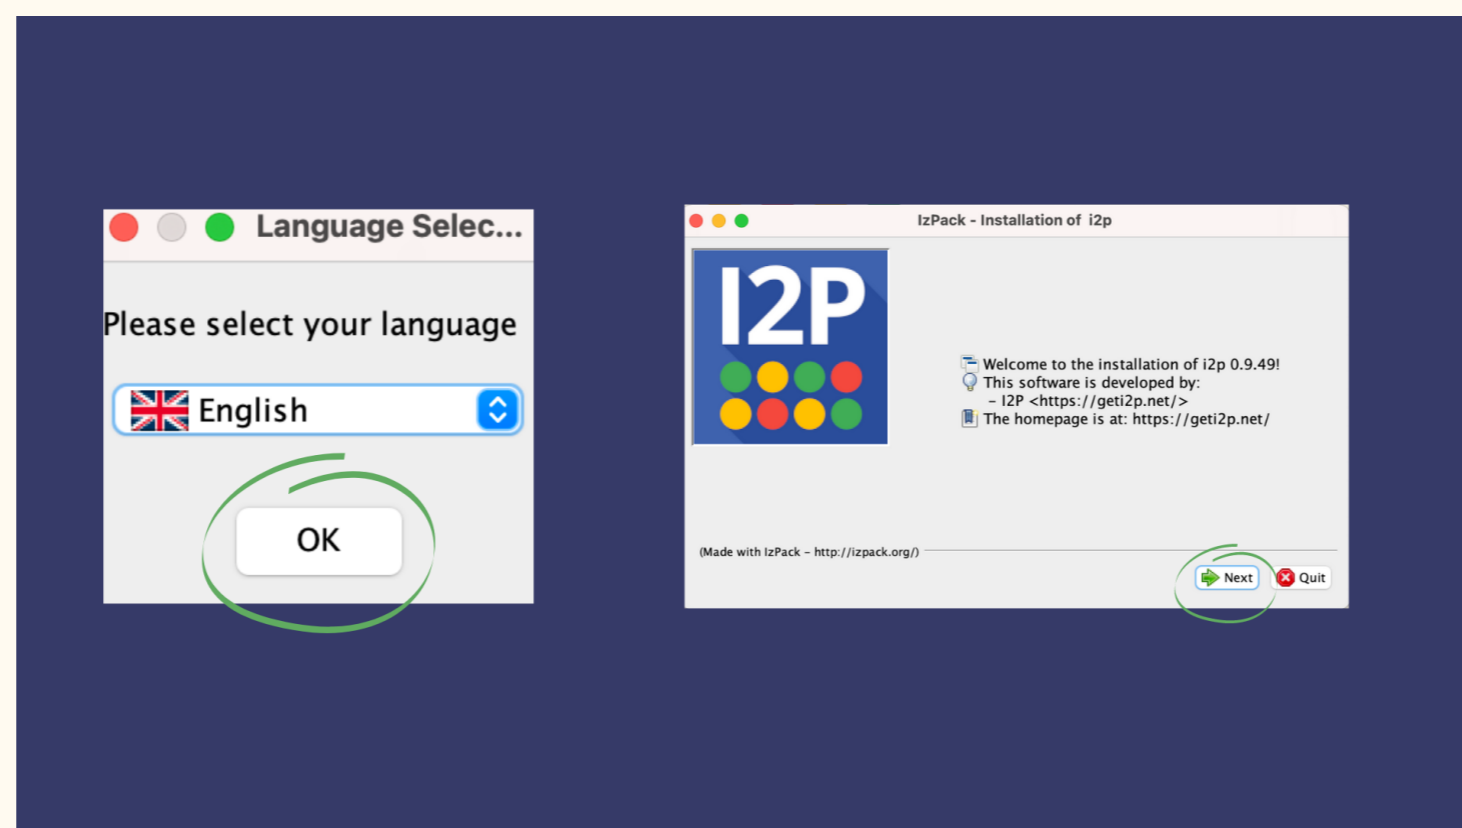 Language Selec...
Please select your language
English
OK
IzPack - Installation of i2p
I2P
Welcome to the installation of i2p 0.9.49!
This software is developed by:
- I2P <https://geti2p.net/>
The homepage is at: https://geti2p.net/
(Made with IzPack - http://izpack.org/)
Next
Quit